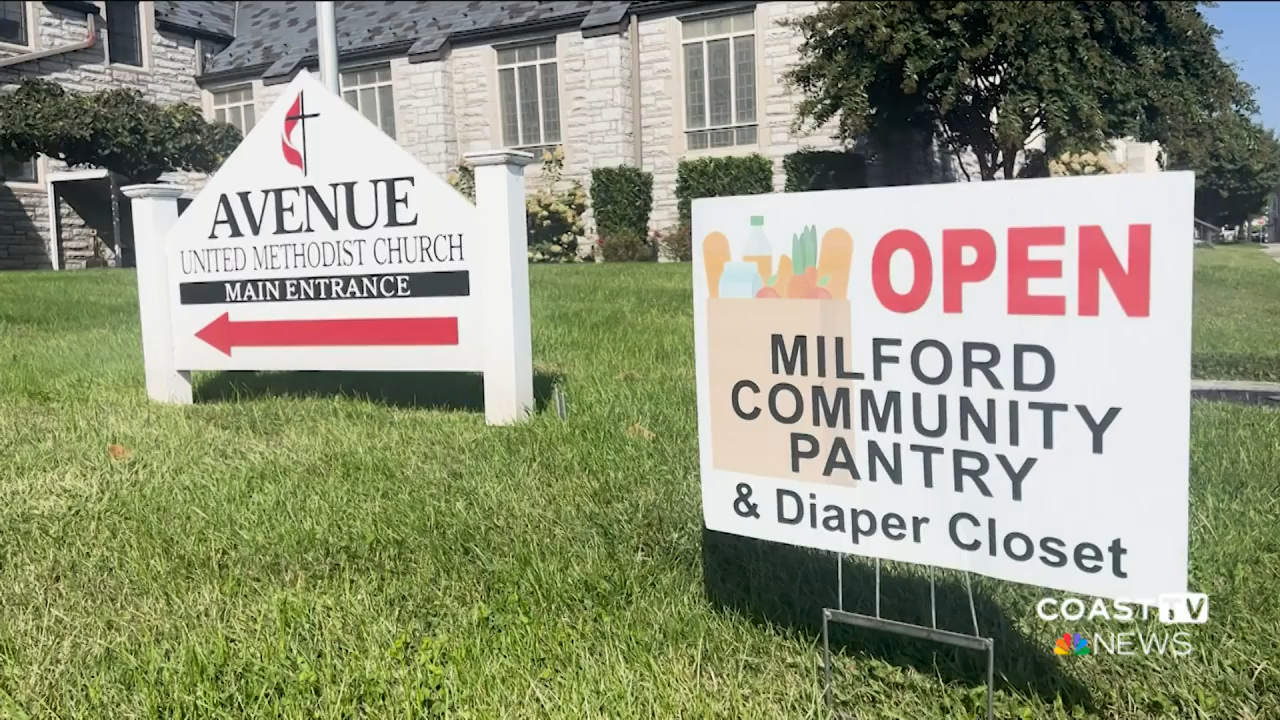 AVENUE
UNITED METHODIST CHURCH
MAIN ENTRANCE
OPEN
MILFORD
COMMUNITY
PANTRY
& Diaper Closet
COAST TV
NEWS